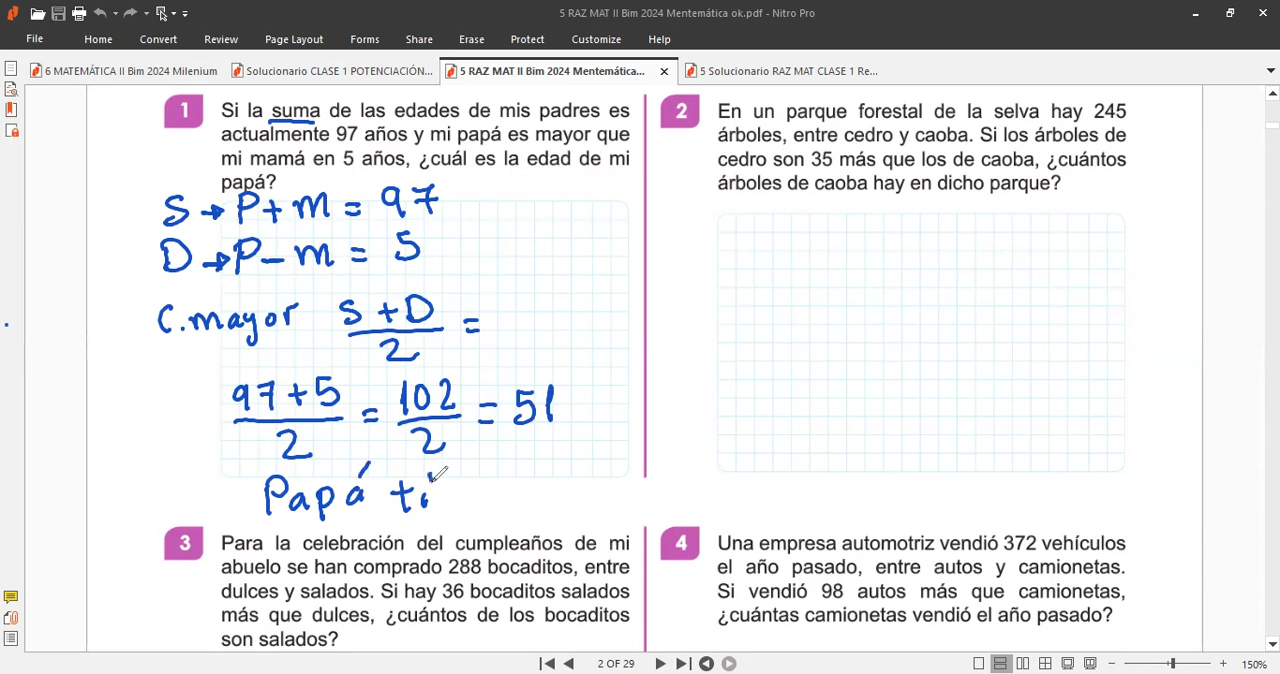 5 RAZ MAT II Bim 2024 Mentemática ok.pdf - Nitro Pro
File Home Convert Review Page Layout Forms Share Erase Protect Customize Help
6 MATEMÁTICA II Bim 2024 Milenium
Solucionario CLASE 1 POTENCIACIÓN...
5 RAZ MAT II Bim 2024 Mentemática...
5 Solucionario RAZ MAT CLASE 1 Re...
1
Si la suma de las edades de mis padres es
actualmente 97 años y mi papá es mayor que
mi mamá en 5 años, ¿cuál es la edad de mi
papá?
S → P + m = 97
D → P - m = 5
C. mayor S + D / 2 =
97 + 5 / 2 = 102 / 2 = 51
Papá ti
2
En un parque forestal de la selva hay 245
árboles, entre cedro y caoba. Si los árboles de
cedro son 35 más que los de caoba, ¿cuántos
árboles de caoba hay en dicho parque?
3
Para la celebración del cumpleaños de mi
abuelo se han comprado 288 bocaditos, entre
dulces y salados. Si hay 36 bocaditos salados
más que dulces, ¿cuántos de los bocaditos
son salados?
4
Una empresa automotriz vendió 372 vehículos
el año pasado, entre autos y camionetas.
Si vendió 98 autos más que camionetas,
¿cuántas camionetas vendió el año pasado?
2 OF 29
150%